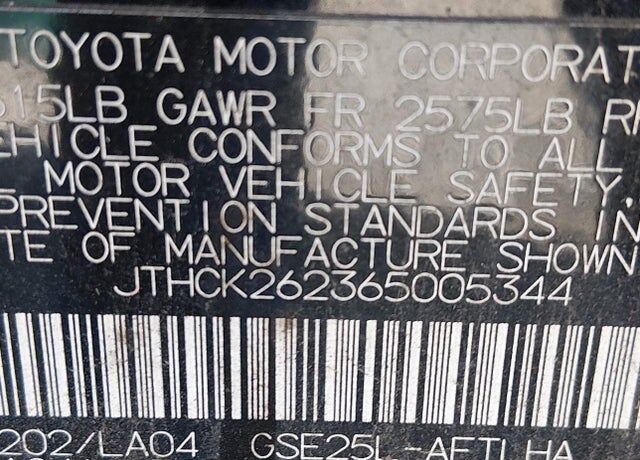 TOYOTA MOTOR CORPORAT
615LB GAWR FR 2575LB R
EHICLE CONFORMS TO ALL
MOTOR VEHICLE SAFETY,
PREVENTION STANDARDS IN
TE OF MANUFACTURE SHOWN
JTHCK262365005344
202/LA04 GSE25L-AETLHA